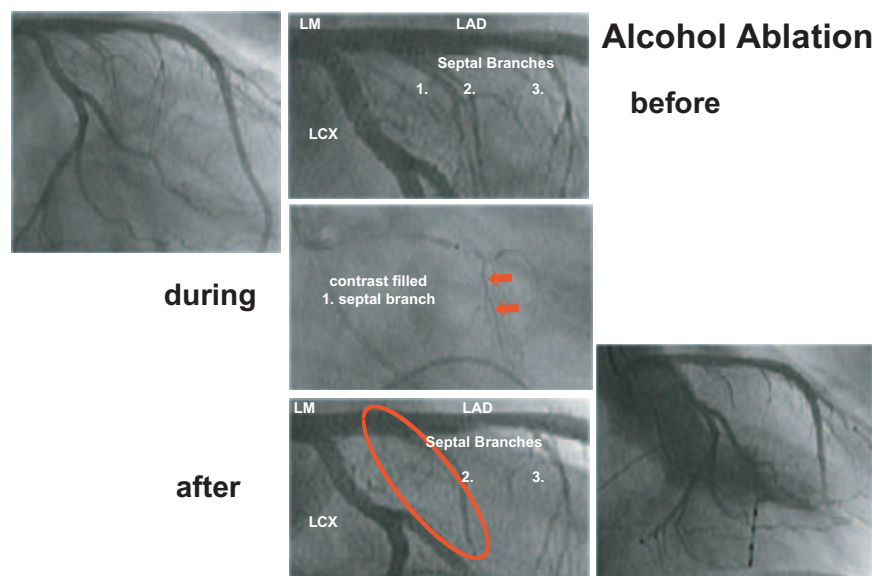 LM LAD
Septal Branches
1. 2. 3.
LCX
Alcohol Ablation
before
during
contrast filled
1. septal branch
after
LM LAD
Septal Branches
2. 3.
LCX